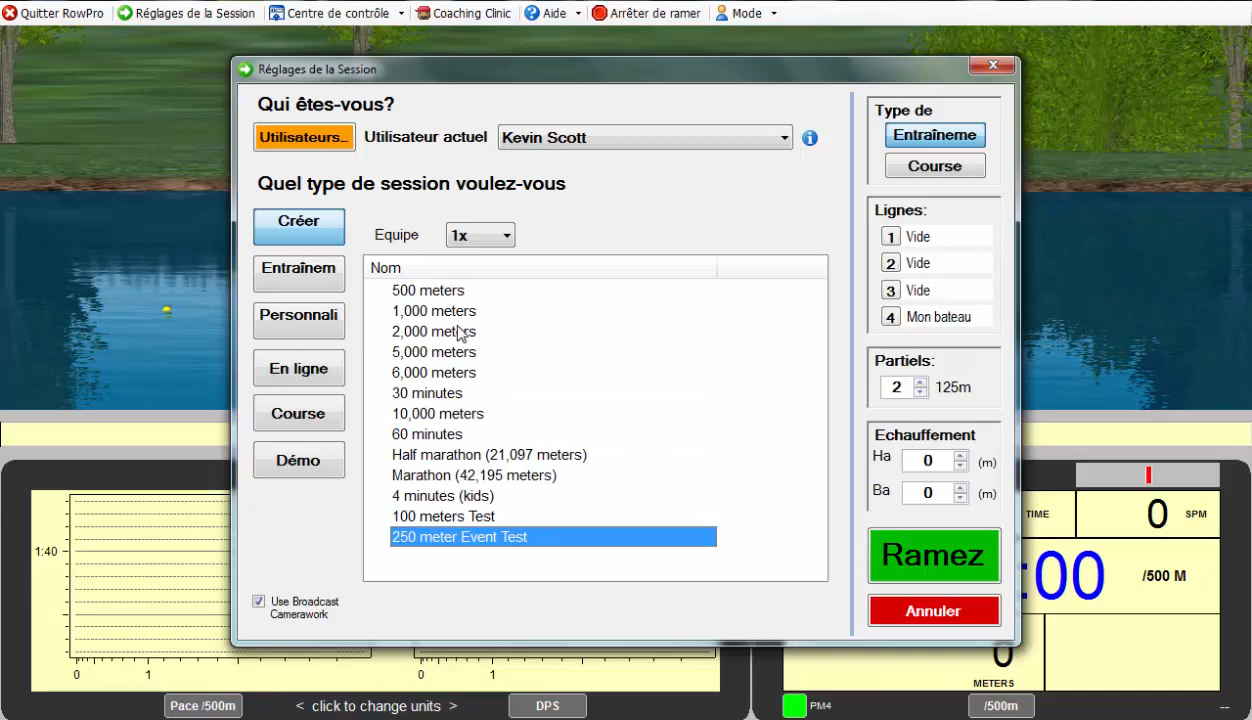 Quitter RowPro
Réglages de la Session
Centre de contrôle
Coaching Clinic
Aide
Arrêter de ramer
Mode
Réglages de la Session
Qui êtes-vous?
Utilisateurs...
Utilisateur actuel
Kevin Scott
Quel type de session voulez-vous
Créer
Entraînem
Personnali
En ligne
Course
Démo
Equipe
1x
Nom
500 meters
1,000 meters
2,000 meters
5,000 meters
6,000 meters
30 minutes
10,000 meters
60 minutes
Half marathon (21,097 meters)
Marathon (42,195 meters)
4 minutes (kids)
100 meters Test
250 meter Event Test
Use Broadcast
Camerawork
Type de
Entraîneme
Course
Lignes:
1 Vide
2 Vide
3 Vide
4 Mon bateau
Partiels:
2 125m
Echauffement
Ha 0 (m)
Ba 0 (m)
Ramez
Annuler
1:40
0 1
0 1
Pace /500m
< click to change units >
DPS
TIME
0 SPM
:00 /500 M
0
METERS
PM4
/500m
--